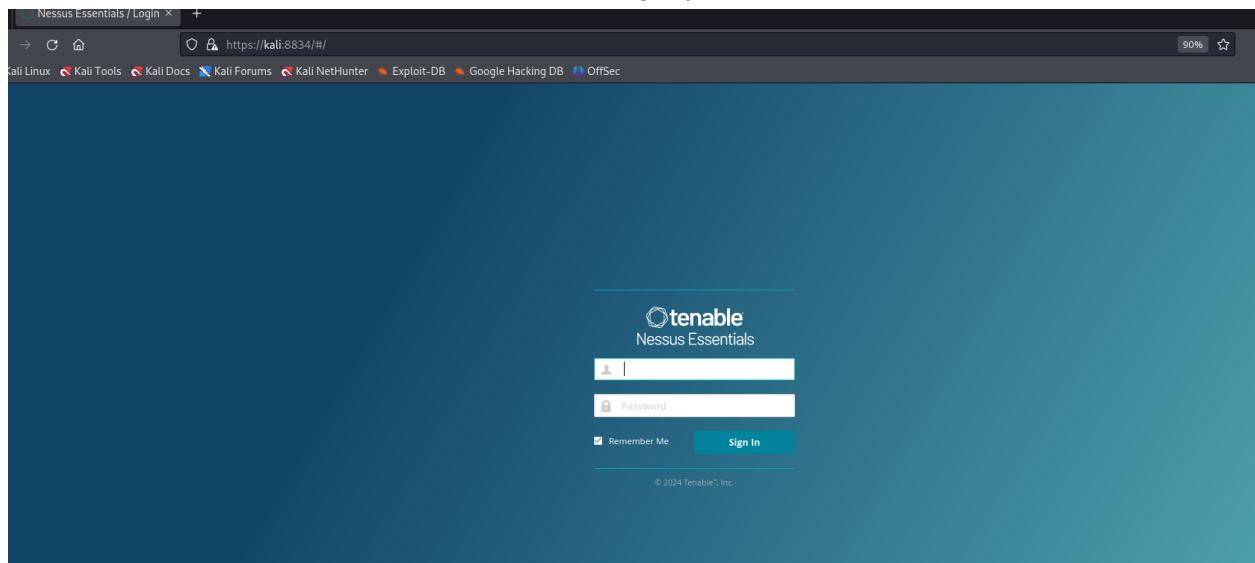 Nessus Essentials / Login × +
https://kali:8834/#/ 90%
Kali Linux Kali Tools Kali Docs Kali Forums Kali NetHunter Exploit-DB Google Hacking DB OffSec
tenable
Nessus Essentials
Password
Remember Me Sign In
© 2024 Tenable™, Inc.